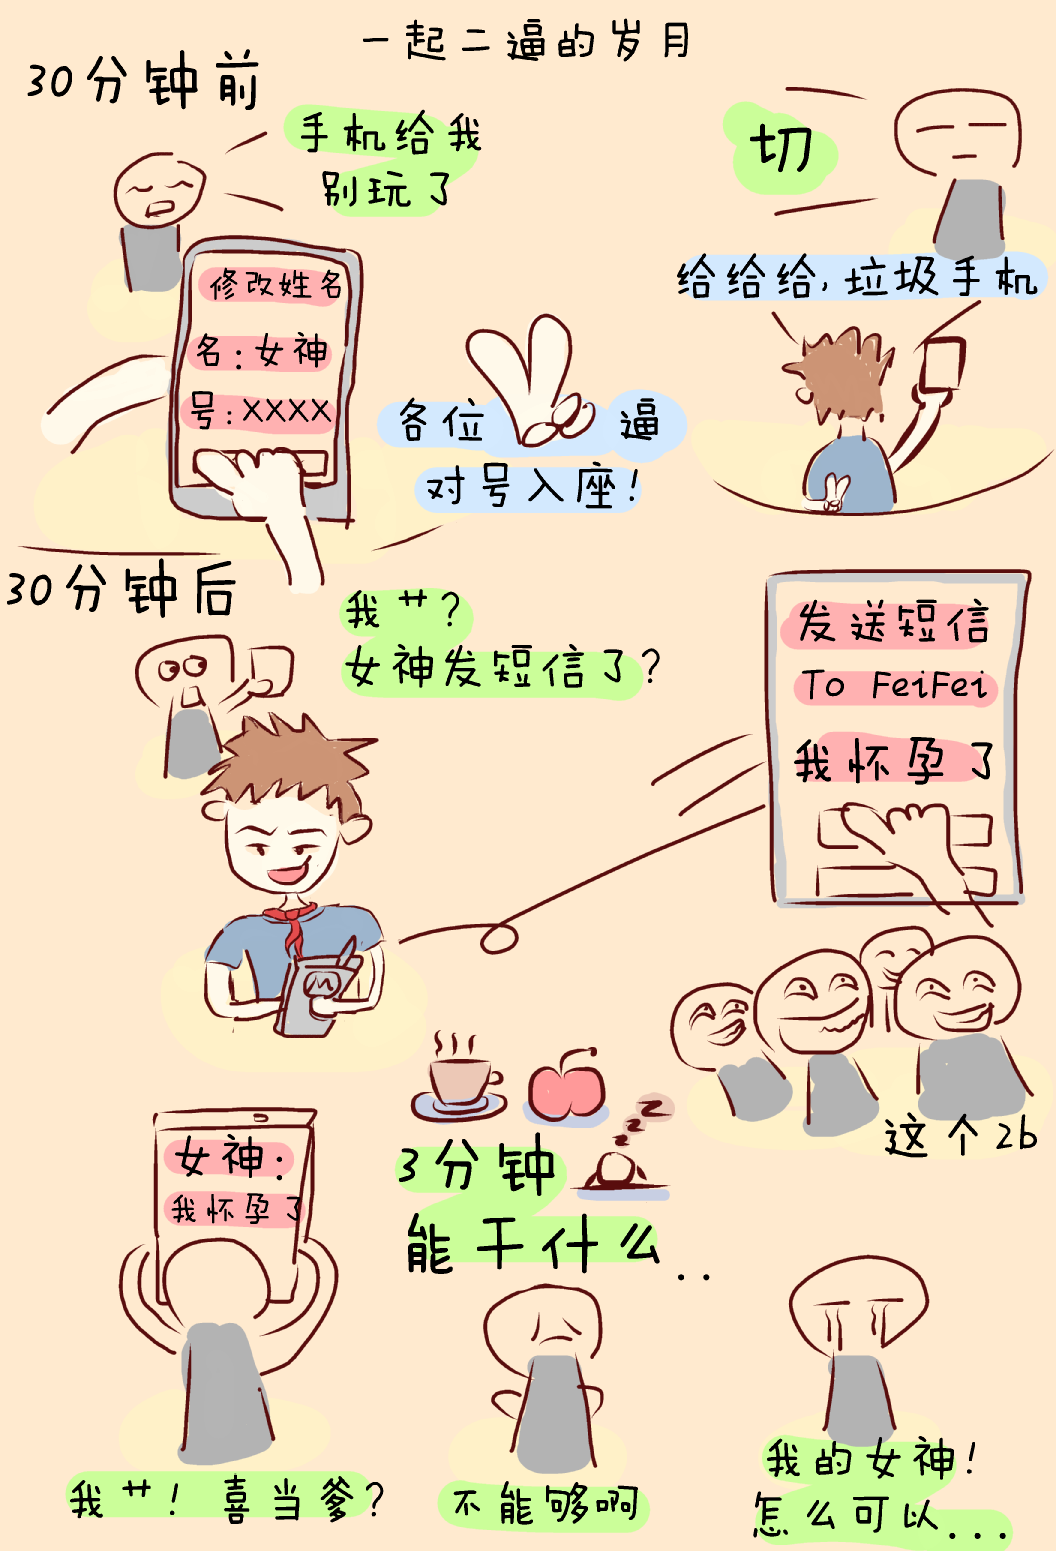 一起二逼的岁月
30分钟前
手机给我
别玩了
切
修改姓名
名:女神
号:XXXX
给给给,垃圾手机
各位 逼
对号入座!
30分钟后
我艹?
女神发短信了?
发送短信
To FeiFei
我怀孕了
M
这个2b
女神:
我怀孕了
z z z
3分钟
能干什么..
我艹!喜当爹?
不能够啊
我的女神!
怎么可以...